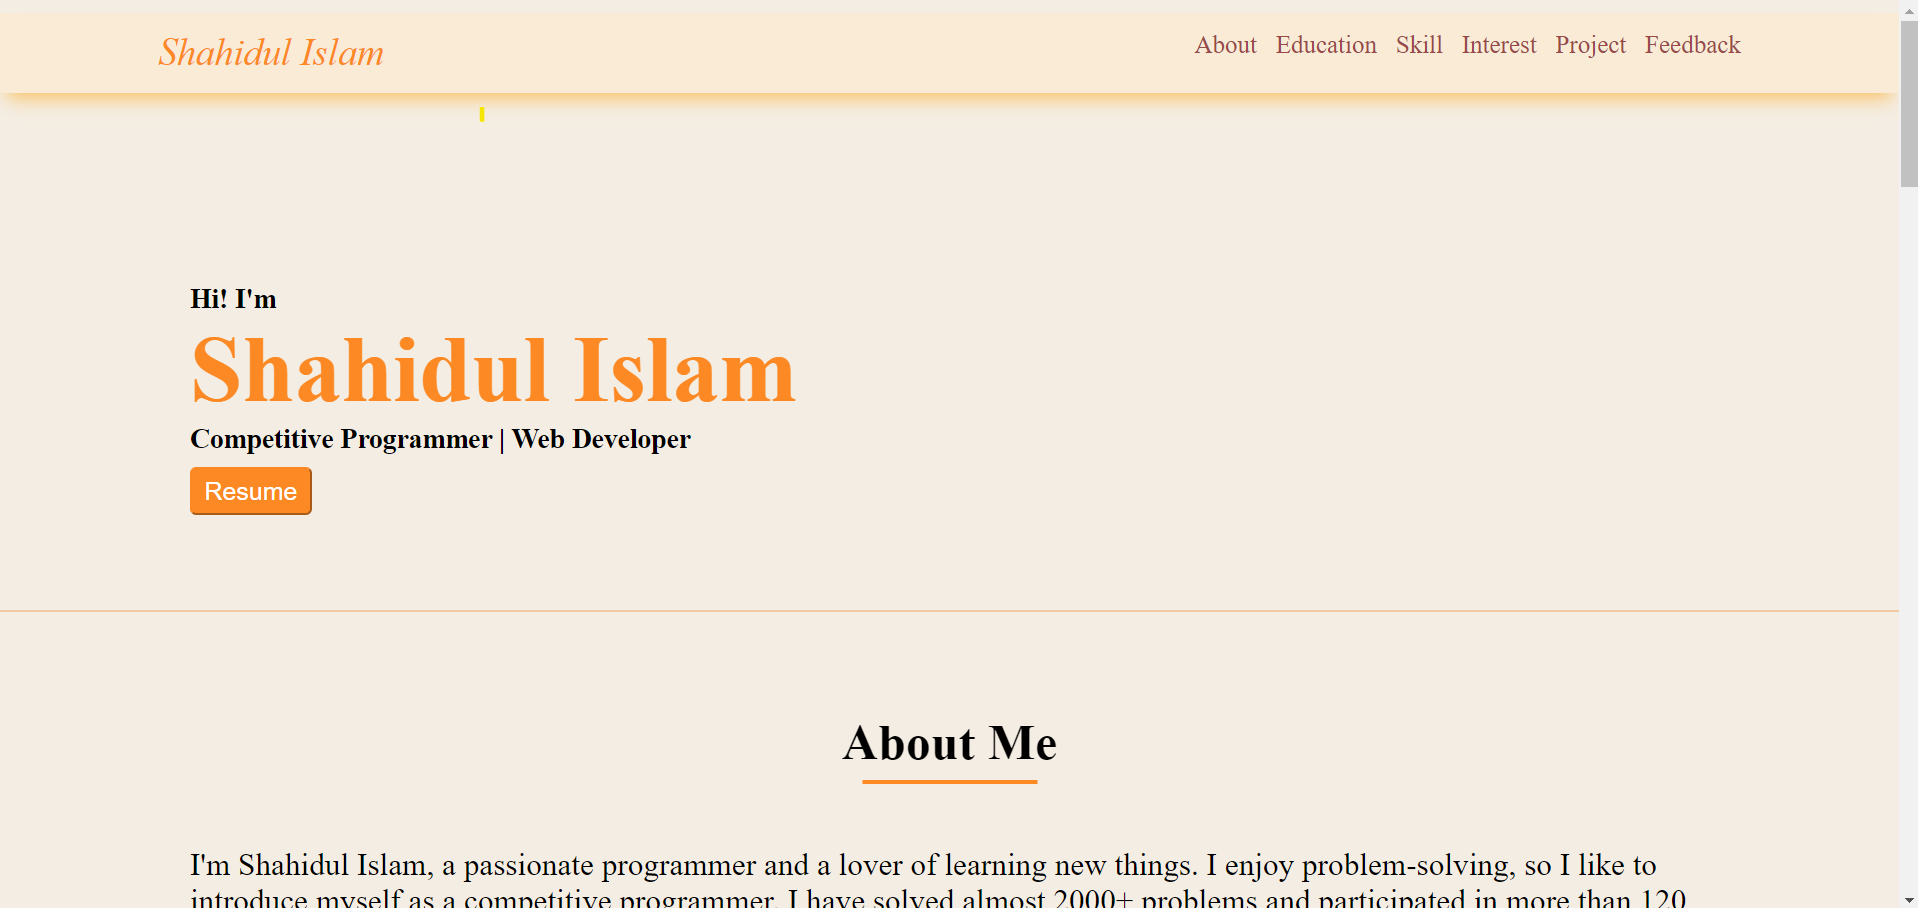 Shahidul Islam
About Education Skill Interest Project Feedback
Hi! I'm
Shahidul Islam
Competitive Programmer | Web Developer
Resume
About Me
I'm Shahidul Islam, a passionate programmer and a lover of learning new things. I enjoy problem-solving, so I like to
introduce myself as a competitive programmer. I have solved almost 2000+ problems and participated in more than 120